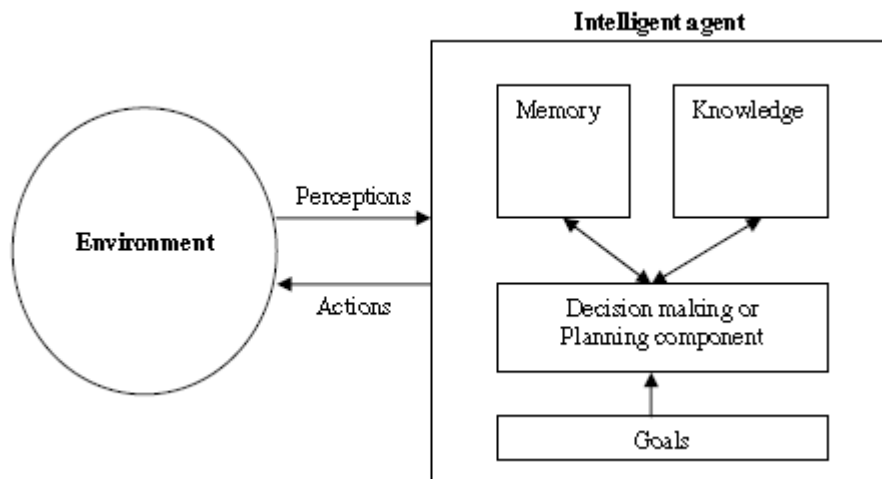 Intelligent agent
Memory
Knowledge
Perceptions
Environment
Actions
Decision making or
Planning component
Goals